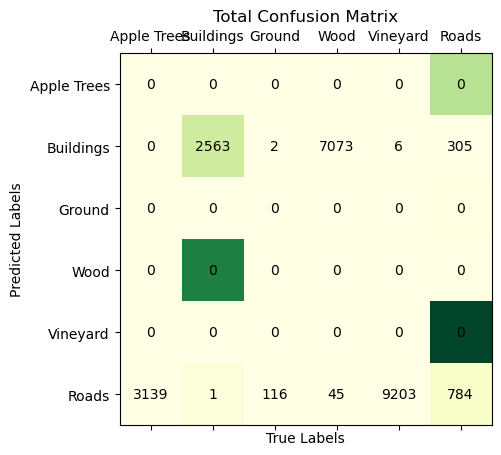 Total Confusion Matrix
Apple Trees Buildings Ground Wood Vineyard Roads
Apple Trees 0 0 0 0 0 0
Buildings 0 2563 2 7073 6 305
Ground 0 0 0 0 0 0
Wood 0 0 0 0 0 0
Vineyard 0 0 0 0 0 0
Roads 3139 1 116 45 9203 784
True Labels
Predicted Labels